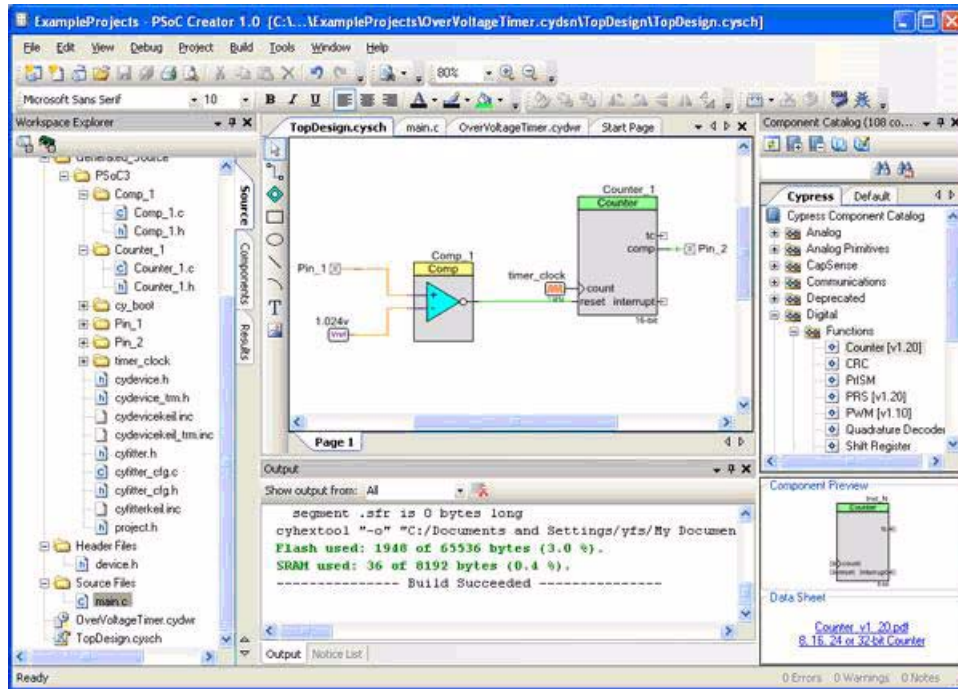 ExampleProjects - PSoC Creator 1.0 [C:\...\ExampleProjects\OverVoltageTimer.cydsn\TopDesign\TopDesign.cysch]
File Edit View Debug Project Build Tools Window Help
80%
Microsoft Sans Serif 10 B I U A
Workspace Explorer
Generated_Source
PSoC3
Comp_1
Comp_1.c
Comp_1.h
Counter_1
Counter_1.c
Counter_1.h
cy_boot
Pin_1
Pin_2
timer_clock
cydevice.h
cydevice_trm.h
cydevicekeil.inc
cydevicekeil_trm.inc
cyfitter.h
cyfitter_cfg.c
cyfitter_cfg.h
cyfitterkeil.inc
project.h
Header Files
device.h
Source Files
main.c
OverVoltageTimer.cydwr
TopDesign.cysch
Source
Components
Results
TopDesign.cysch main.c OverVoltageTimer.cydwr Start Page
T
Counter_1
Counter
tc
comp
Pin_2
Comp_1
Comp
Pin_1
timer_clock
count
reset interrupt
16-bit
1.024v
Vref
Page 1
Output
Show output from: All
segment .sfr is 0 bytes long
cyhextool "-o" "C:/Documents and Settings/yfs/My Documen
Flash used: 1948 of 65536 bytes (3.0 %).
SRAM used: 36 of 8192 bytes (0.4 %).
--------------- Build Succeeded ---------------
Output Notice List
Component Catalog (108 co...
Cypress Default
Cypress Component Catalog
Analog
Analog Primitives
CapSense
Communications
Deprecated
Digital
Functions
Counter [v1.20]
CRC
PrISM
PRS [v1.20]
PWM [v1.10]
Quadrature Decoder
Shift Register
Component Preview
Inst_N
Counter
Data Sheet
Counter_v1_20.pdf
8, 16, 24 or 32-bit Counter
Ready
0 Errors 0 Warnings 0 Notes